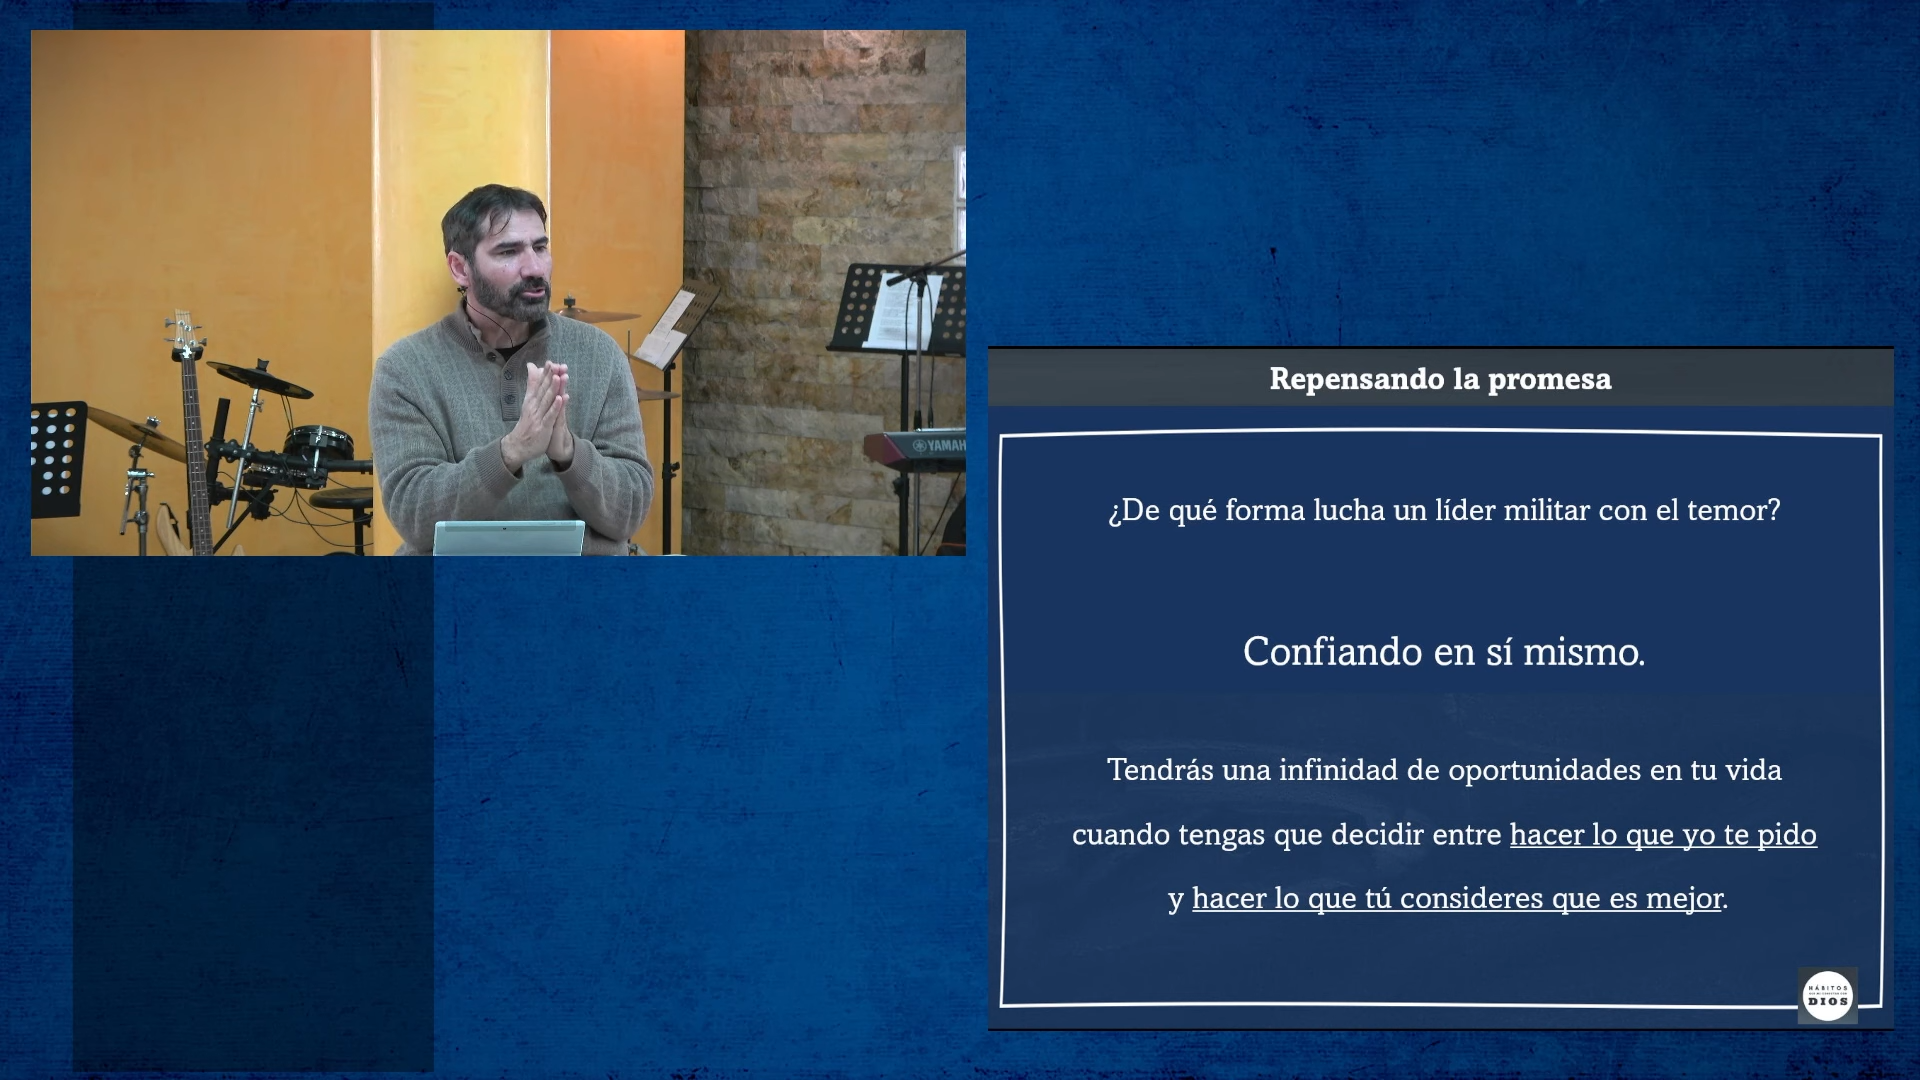 YAMAH
Repensando la promesa
¿De qué forma lucha un líder militar con el temor?
Confiando en sí mismo.
Tendrás una infinidad de oportunidades en tu vida
cuando tengas que decidir entre hacer lo que yo te pido
y hacer lo que tú consideres que es mejor.
HÁBITOS
DIOS